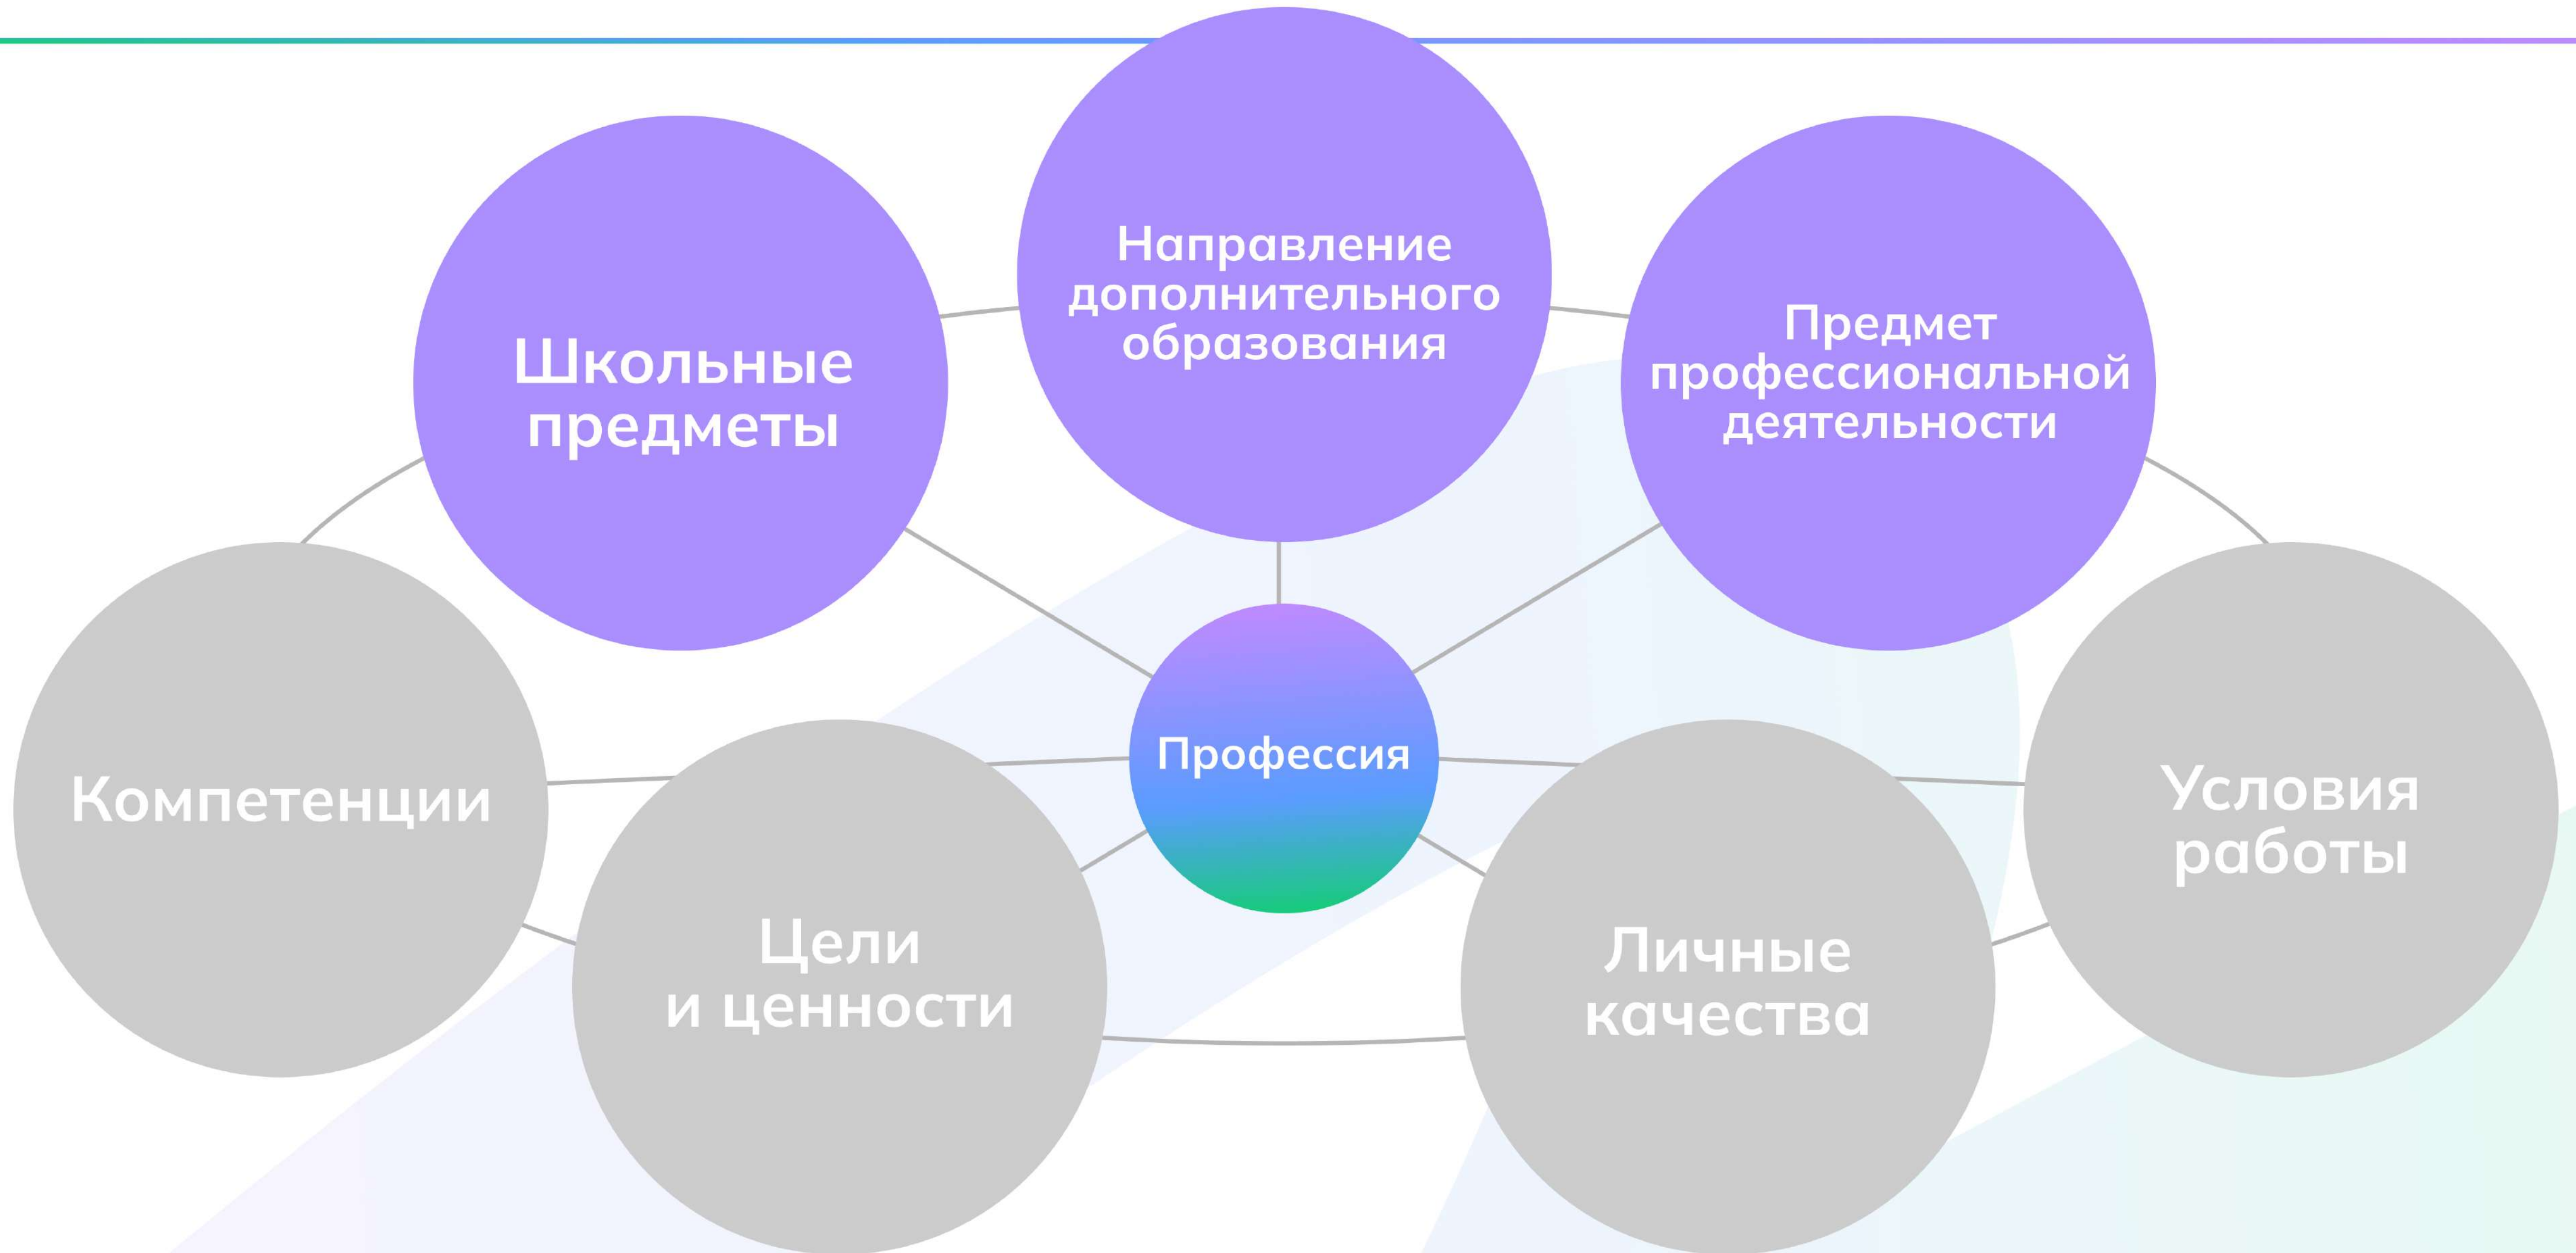 Направление
дополнительного
образования
Школьные
предметы
Предмет
профессиональной
деятельности
Профессия
Компетенции
Условия
работы
Цели
и ценности
Личные
качества